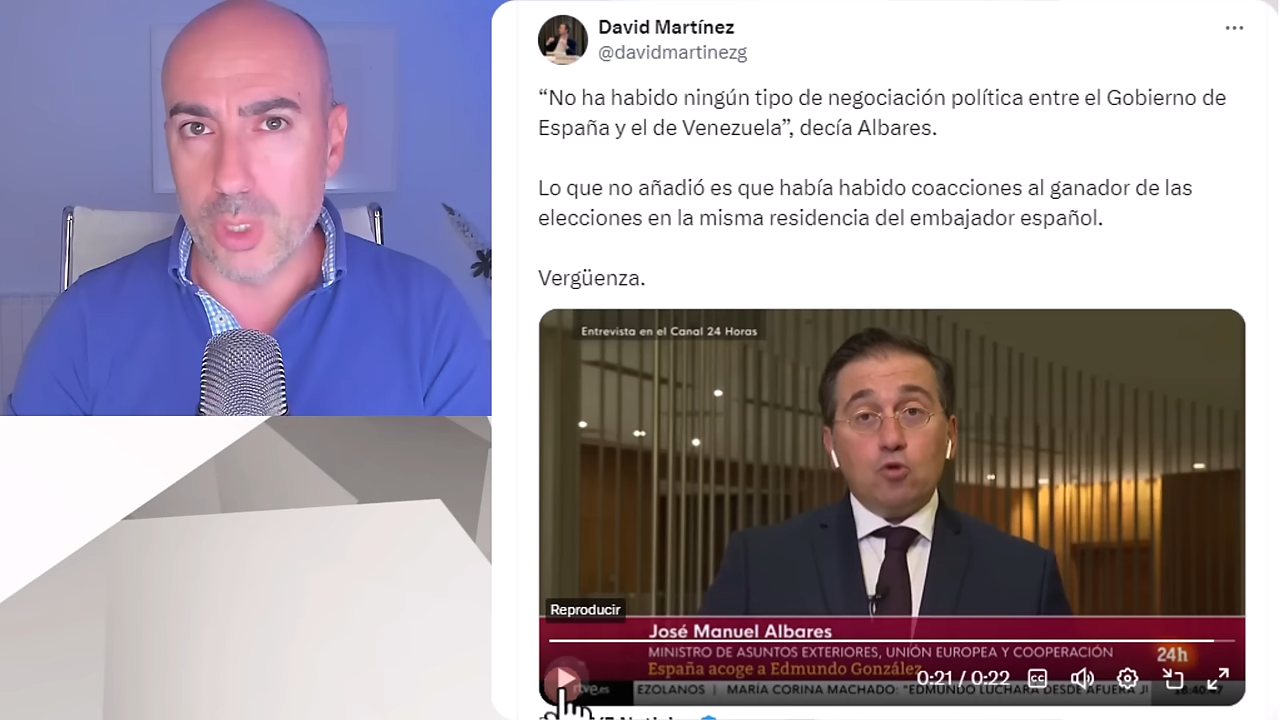 David Martínez
@davidmartinezg
“No ha habido ningún tipo de negociación política entre el Gobierno de
España y el de Venezuela”, decía Albares.
Lo que no añadió es que había habido coacciones al ganador de las
elecciones en la misma residencia del embajador español.
Vergüenza.
Entrevista en el Canal 24 Horas
Reproducir
José Manuel Albares
MINISTRO DE ASUNTOS EXTERIORES, UNIÓN EUROPEA Y COOPERACIÓN
24h
España acoge a Edmundo González
0:21 / 0:22
CC
rtve.es
EZOLANOS | MARÍA CORINA MACHADO: "EDMUNDO LUCHARÁ DESDE AFUERA